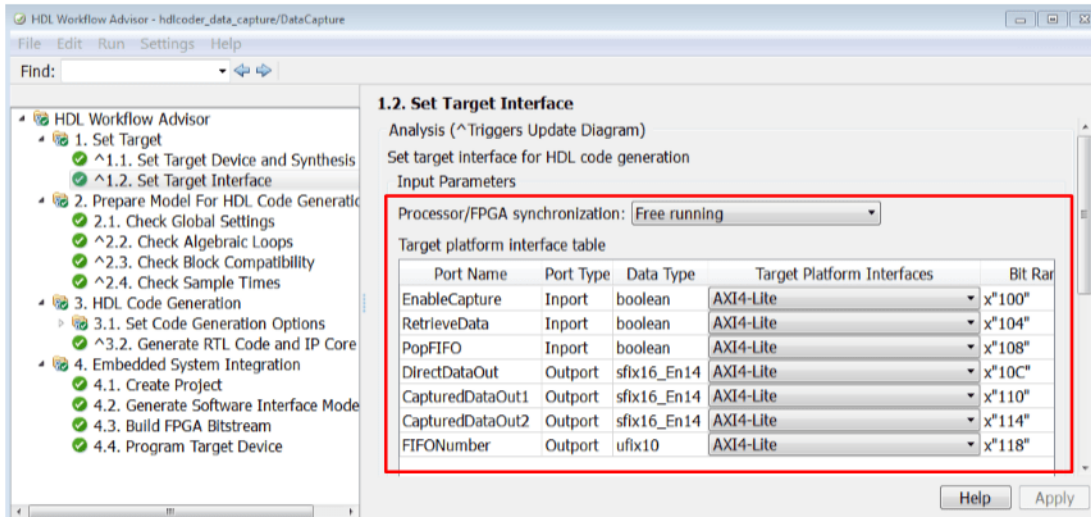 HDL Workflow Advisor - hdlcoder_data_capture/DataCapture
File Edit Run Settings Help
Find:
HDL Workflow Advisor
1. Set Target
^1.1. Set Target Device and Synthesis
^1.2. Set Target Interface
2. Prepare Model For HDL Code Generatio
2.1. Check Global Settings
^2.2. Check Algebraic Loops
^2.3. Check Block Compatibility
^2.4. Check Sample Times
3. HDL Code Generation
3.1. Set Code Generation Options
^3.2. Generate RTL Code and IP Core
4. Embedded System Integration
4.1. Create Project
4.2. Generate Software Interface Mode
4.3. Build FPGA Bitstream
4.4. Program Target Device
1.2. Set Target Interface
Analysis (^Triggers Update Diagram)
Set target interface for HDL code generation
Input Parameters
Processor/FPGA synchronization: Free running
Target platform interface table
Port Name Port Type Data Type Target Platform Interfaces Bit Ran
EnableCapture Inport boolean AXI4-Lite x"100"
RetrieveData Inport boolean AXI4-Lite x"104"
PopFIFO Inport boolean AXI4-Lite x"108"
DirectDataOut Outport sfix16_En14 AXI4-Lite x"10C"
CapturedDataOut1 Outport sfix16_En14 AXI4-Lite x"110"
CapturedDataOut2 Outport sfix16_En14 AXI4-Lite x"114"
FIFONumber Outport ufix10 AXI4-Lite x"118"
Help Apply